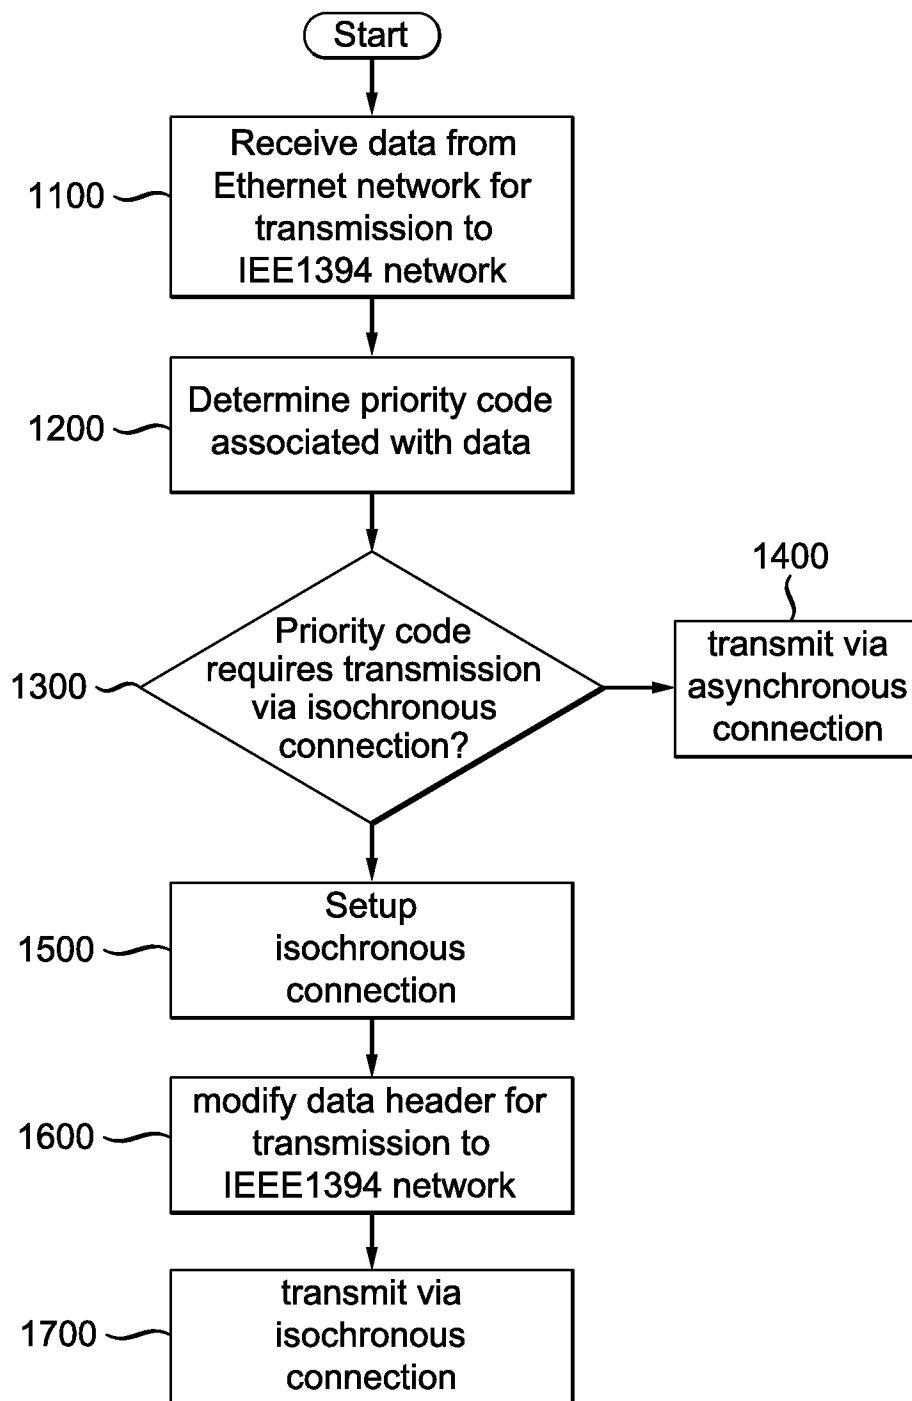 Start
1100
Receive data from
Ethernet network for
transmission to
IEE1394 network
1200
Determine priority code
associated with data
1300
Priority code
requires transmission
via isochronous
connection?
1400
transmit via
asynchronous
connection
1500
Setup
isochronous
connection
1600
modify data header for
transmission to
IEEE1394 network
1700
transmit via
isochronous
connection